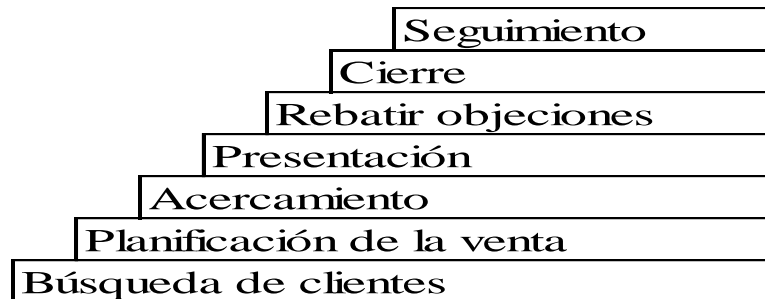 Seguimiento
Cierre
Rebatir objeciones
Presentación
Acercamiento
Planificación de la venta
Búsqueda de clientes